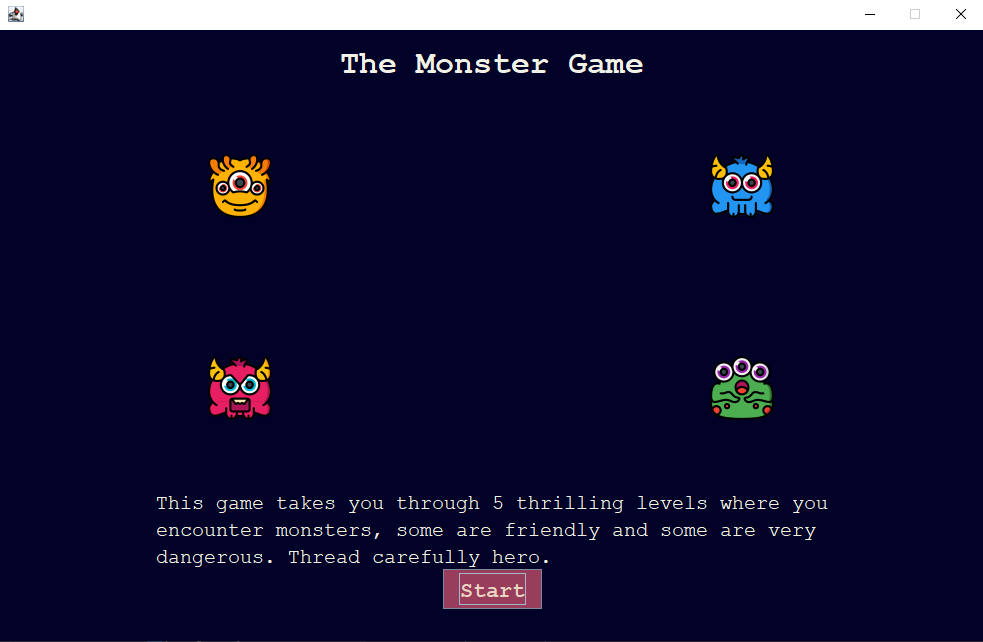 The Monster Game
This game takes you through 5 thrilling levels where you
encounter monsters, some are friendly and some are very
dangerous. Thread carefully hero.
Start